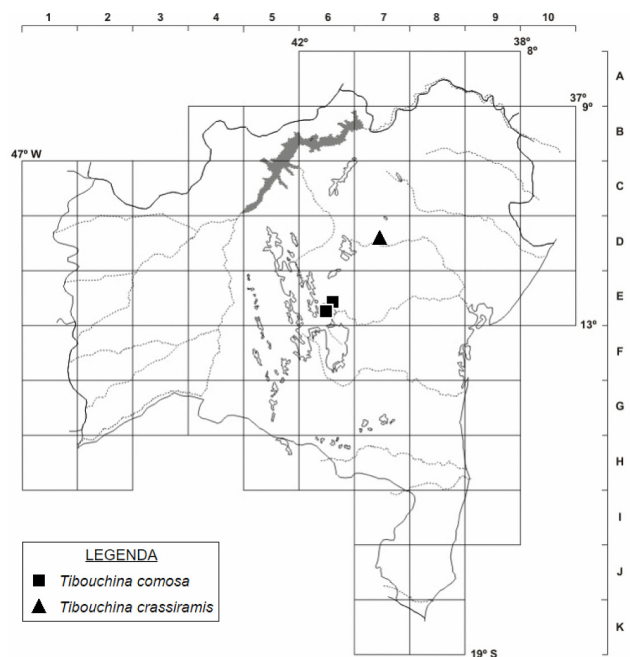 1 2 3 4 5 6 7 8 9 10
42° 38°
8°
A
37°
9°
B
47° W
C
D
E
13°
F
G
H
I
J
K
19° S
LEGENDA
Tibouchina comosa
Tibouchina crassiramis